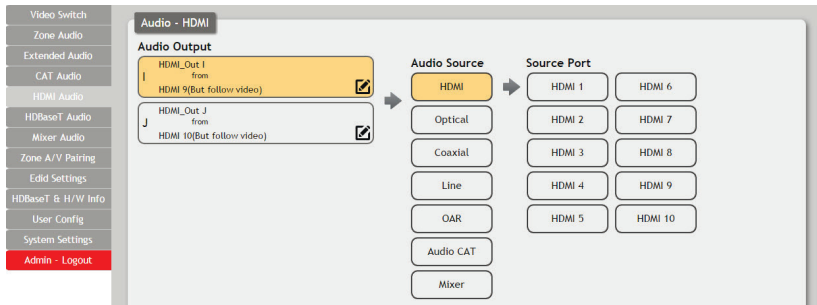 Video Switch
Zone Audio
Extended Audio
CAT Audio
HDMI Audio
HDBaseT Audio
Mixer Audio
Zone A/V Pairing
Edid Settings
HDBaseT & H/W Info
User Config
System Settings
Admin - Logout
Audio - HDMI
Audio Output
HDMI_Out I
I
from
HDMI 9(But follow video)
HDMI_Out J
J
from
HDMI 10(But follow video)
Audio Source
HDMI
Optical
Coaxial
Line
OAR
Audio CAT
Mixer
Source Port
HDMI 1 HDMI 6
HDMI 2 HDMI 7
HDMI 3 HDMI 8
HDMI 4 HDMI 9
HDMI 5 HDMI 10